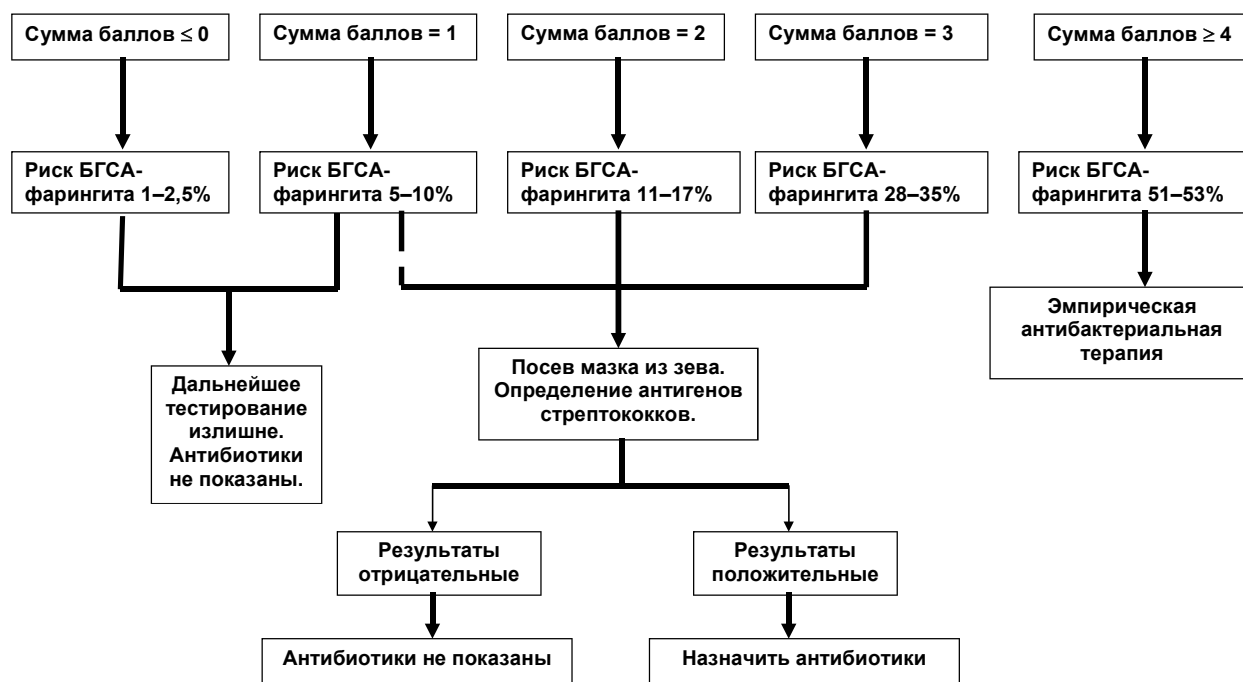 Сумма баллов ≤ 0
Сумма баллов = 1
Сумма баллов = 2
Сумма баллов = 3
Сумма баллов ≥ 4
Риск БГСА-
фарингита 1–2,5%
Риск БГСА-
фарингита 5–10%
Риск БГСА-
фарингита 11–17%
Риск БГСА-
фарингита 28–35%
Риск БГСА-
фарингита 51–53%
Эмпирическая
антибактериальная
терапия
Посев мазка из зева.
Определение антигенов
стрептококков.
Дальнейшее
тестирование
излишне.
Антибиотики
не показаны.
Результаты
отрицательные
Результаты
положительные
Антибиотики не показаны
Назначить антибиотики